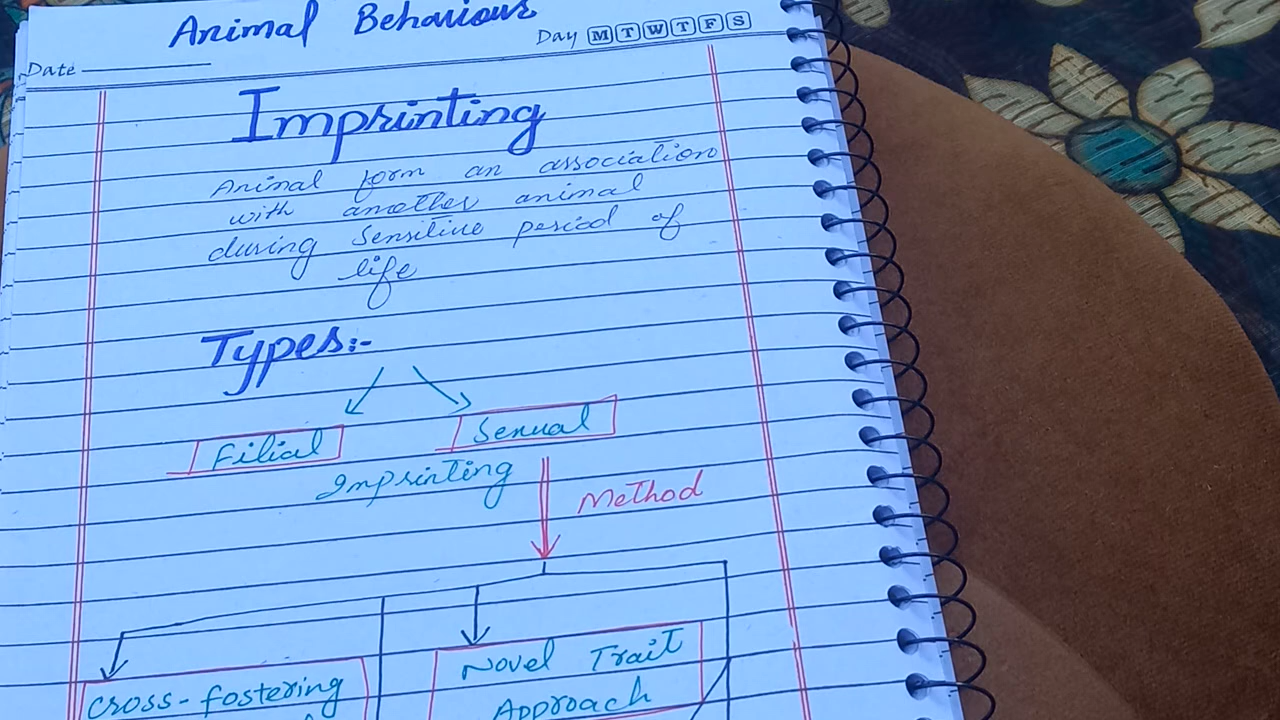 Animal Behaviour
Day M T W T F S
Date
Imprinting
Animal form an association
with another animal
during Sensitive period of
life
Types:-
Filial
Sexual
Imprinting
Method
Novel Trait
Approach
Cross-fostering